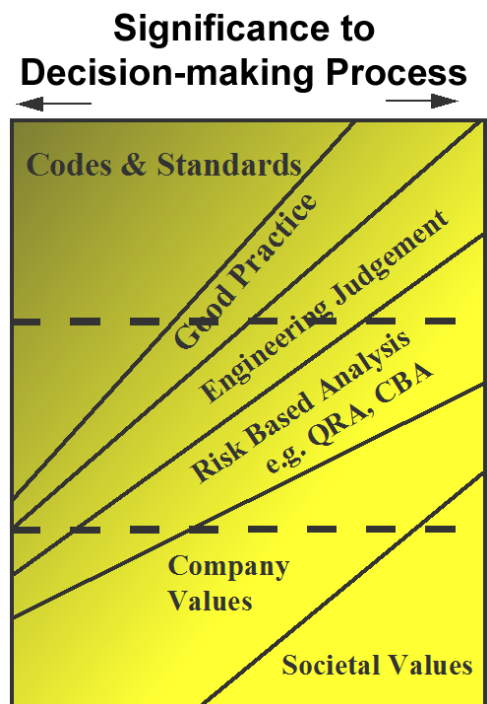 Significance to
Decision-making Process
Codes & Standards
Good Practice
Engineering Judgement
Risk Based Analysis
e.g. QRA, CBA
Company
Values
Societal Values